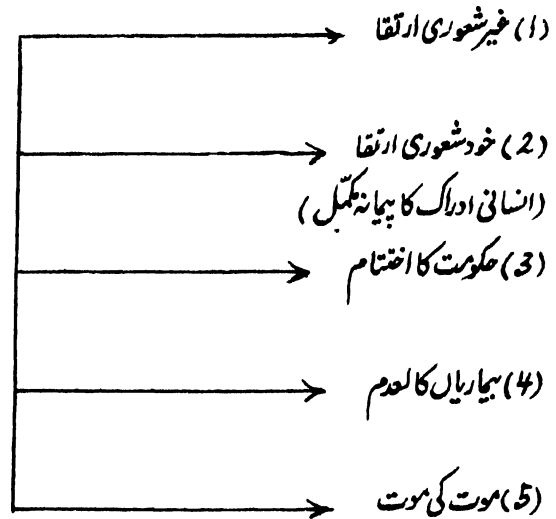 (1) غیر شعوری ارتقا
(2) خود شعوری ارتقا
(انسانی ادراک کا پیمانہ مکمّل)
(3) حکومت کا اختتام
(4) بیماریاں کالعدم
(5) موت کی موت